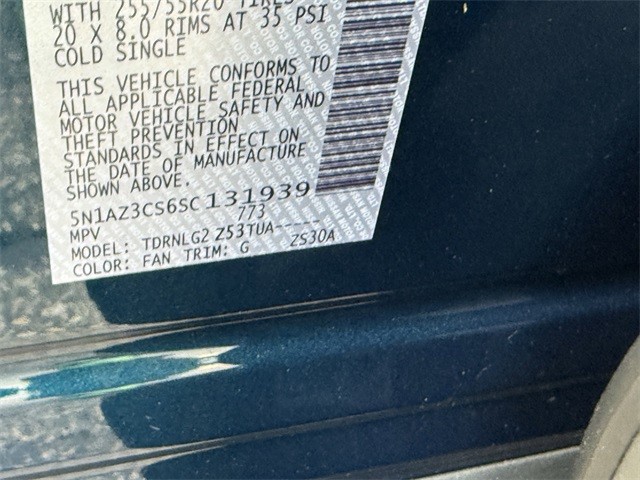 WITH 255/55R20 TIRES
20 X 8.0 RIMS AT 35 PSI
COLD SINGLE
THIS VEHICLE CONFORMS TO
ALL APPLICABLE FEDERAL
MOTOR VEHICLE SAFETY AND
THEFT PREVENTION
STANDARDS IN EFFECT ON
THE DATE OF MANUFACTURE
SHOWN ABOVE.
5N1AZ3CS6SC131939
MPV 773
MODEL: TDRNLG2 Z53TUA-----
COLOR: FAN TRIM: G ZS30A